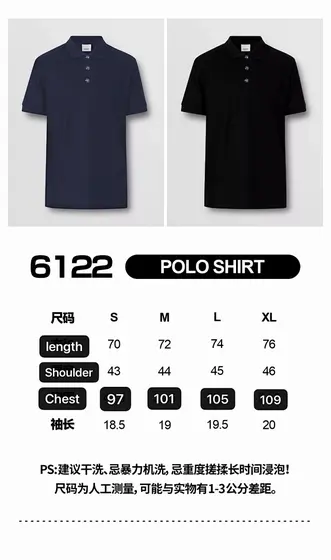 6122 POLO SHIRT
尺码 S M L XL
length 70 72 74 76
Shoulder 43 44 45 46
Chest 97 101 105 109
袖长 18.5 19 19.5 20
PS:建议干洗、忌暴力机洗，忌重度搓揉长时间浸泡！
尺码为人工测量，可能与实物有1-3公分差距。